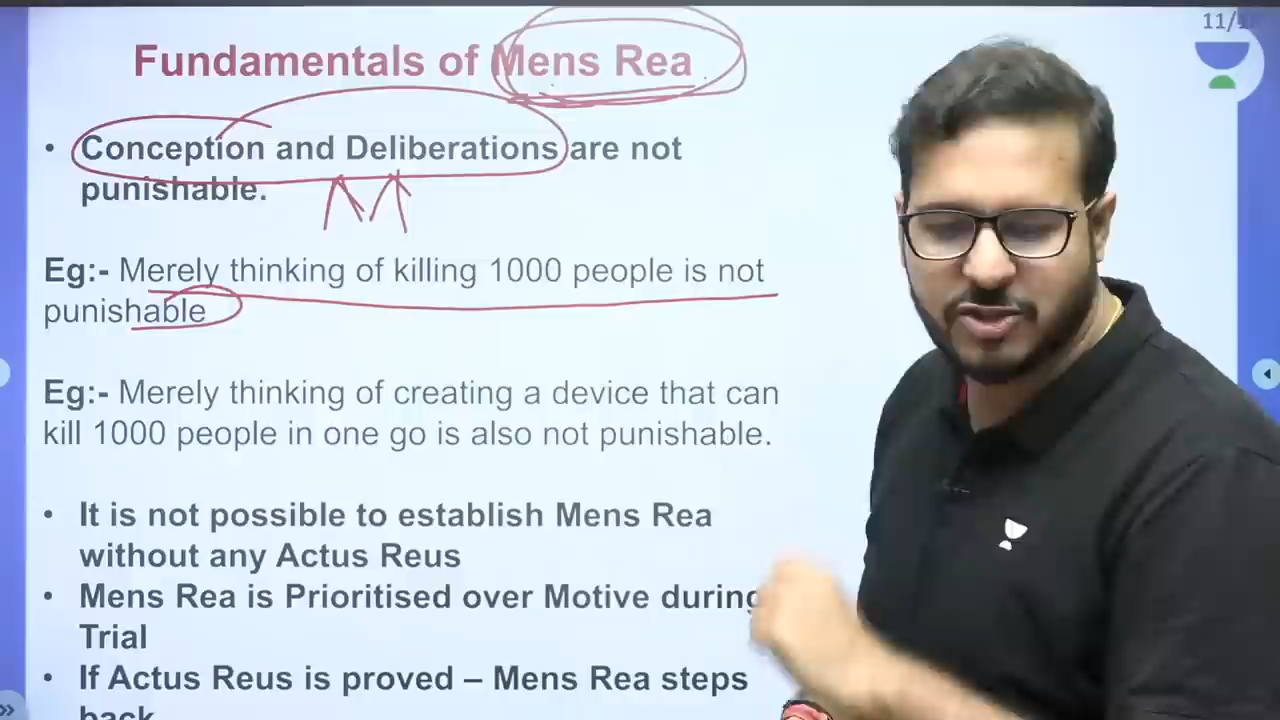 11/
Fundamentals of Mens Rea
• Conception and Deliberations are not
punishable.
Eg:- Merely thinking of killing 1000 people is not
punishable
Eg:- Merely thinking of creating a device that can
kill 1000 people in one go is also not punishable.
• It is not possible to establish Mens Rea
without any Actus Reus
• Mens Rea is Prioritised over Motive during
Trial
• If Actus Reus is proved – Mens Rea steps
back